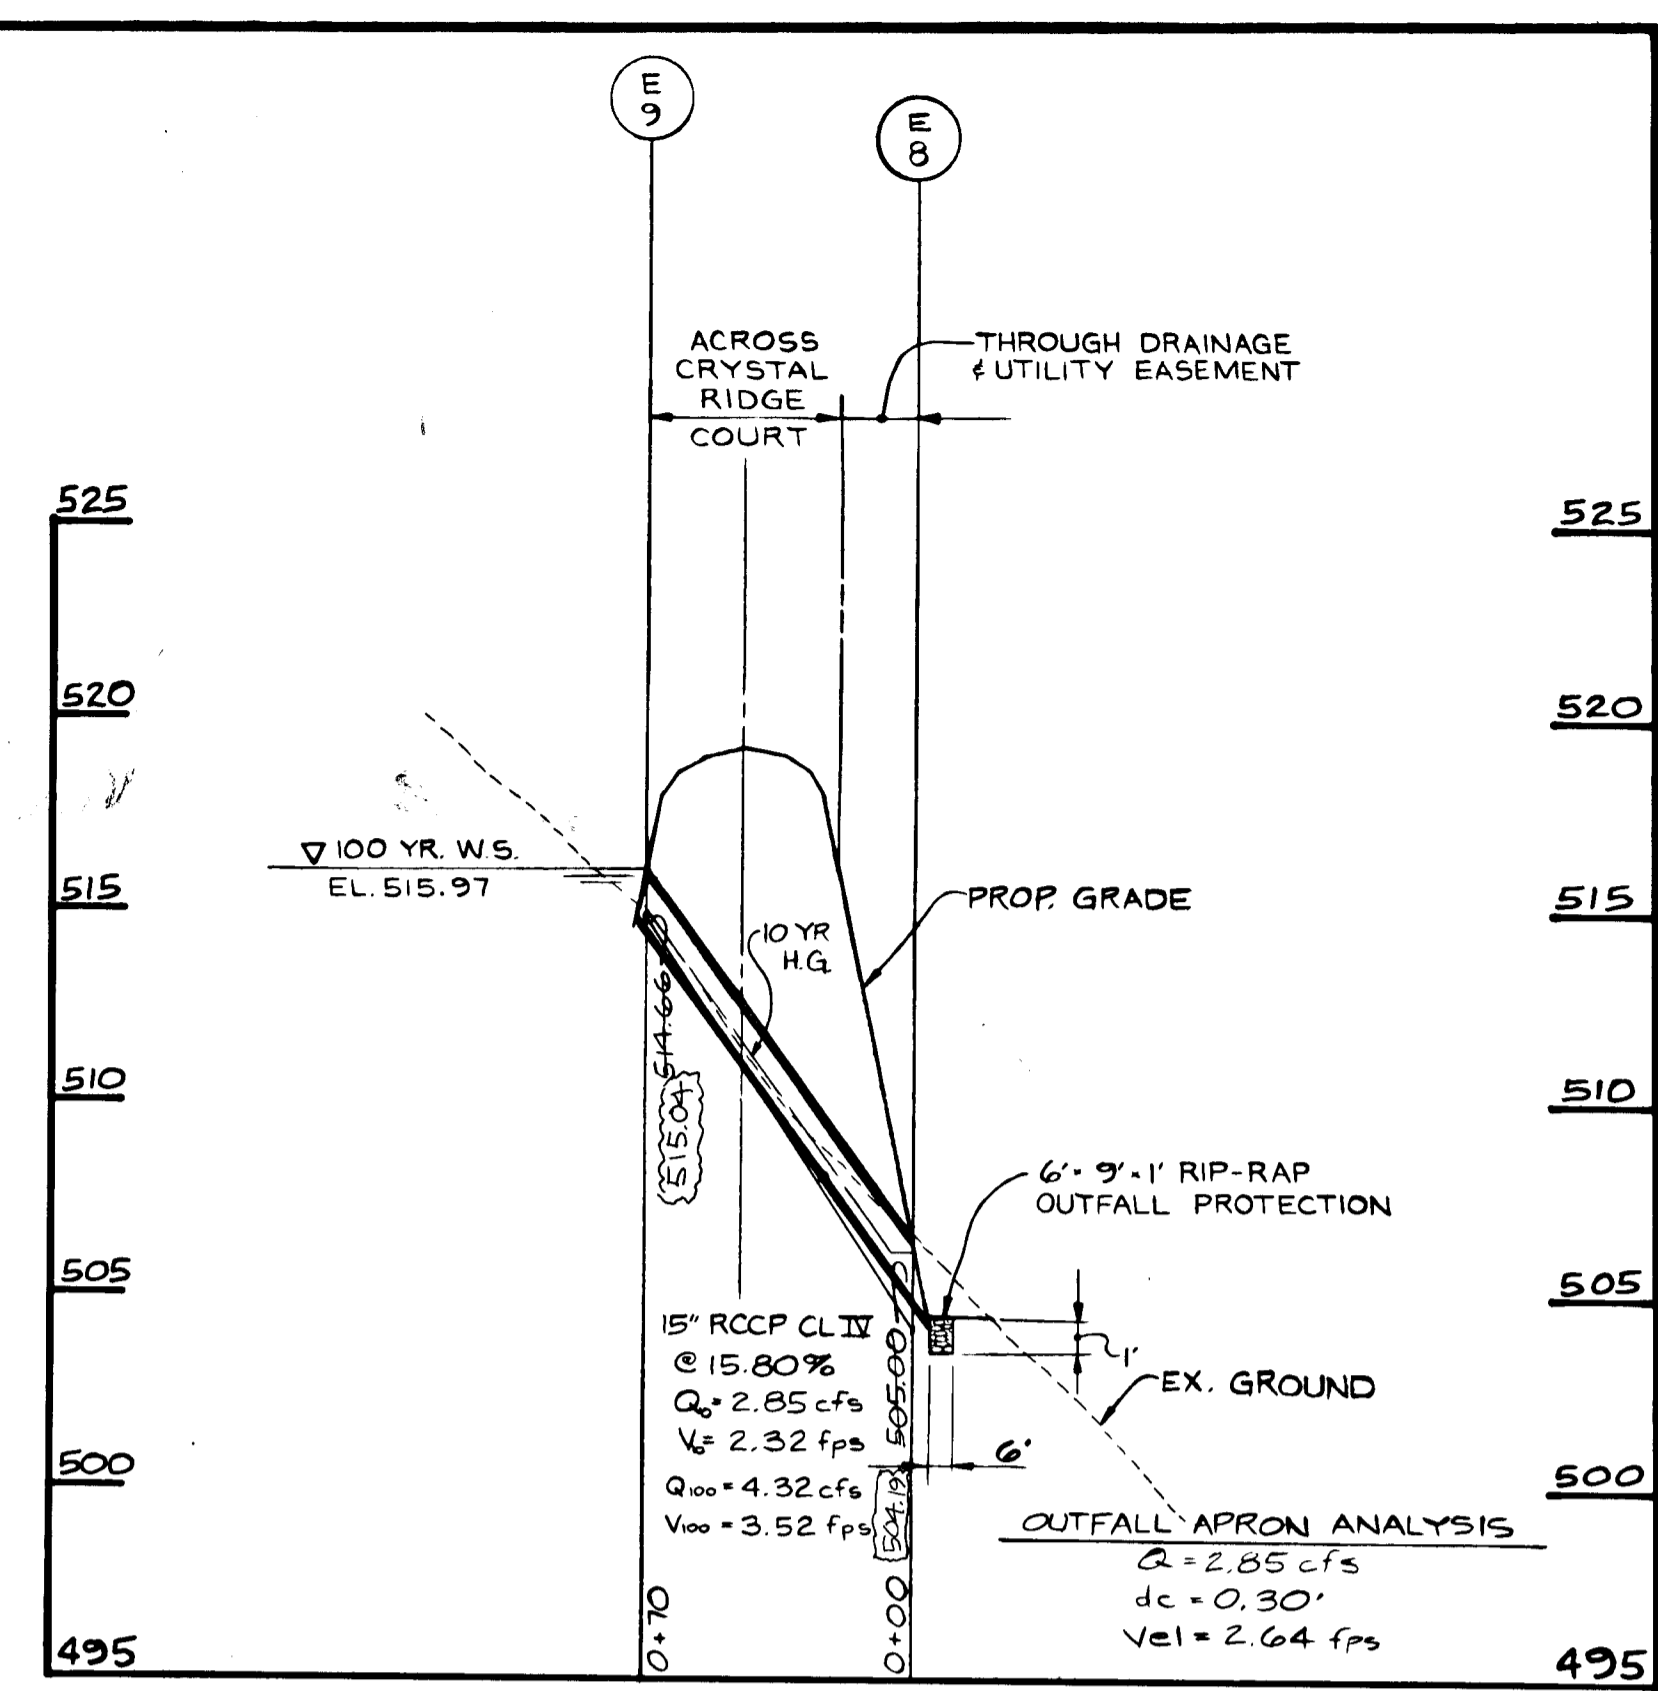 E
9
E
8
ACROSS
CRYSTAL
RIDGE
COURT
THROUGH DRAINAGE
& UTILITY EASEMENT
525
525
520
520
▽ 100 YR. W.S.
EL. 515.97
515
515
PROP. GRADE
10 YR
H.G.
514.66
515.04
510
510
6' × 9' × 1' RIP-RAP
OUTFALL PROTECTION
505
505
1'
15" RCCP CL IV
@ 15.80%
Q10 = 2.85 cfs
V10 = 2.32 fps
Q100 = 4.32 cfs
V100 = 3.52 fps
505.00
504.19
EX. GROUND
6'
500
500
OUTFALL APRON ANALYSIS
Q = 2.85 cfs
dc = 0.30'
Vel = 2.64 fps
0+70
0+00
495
495